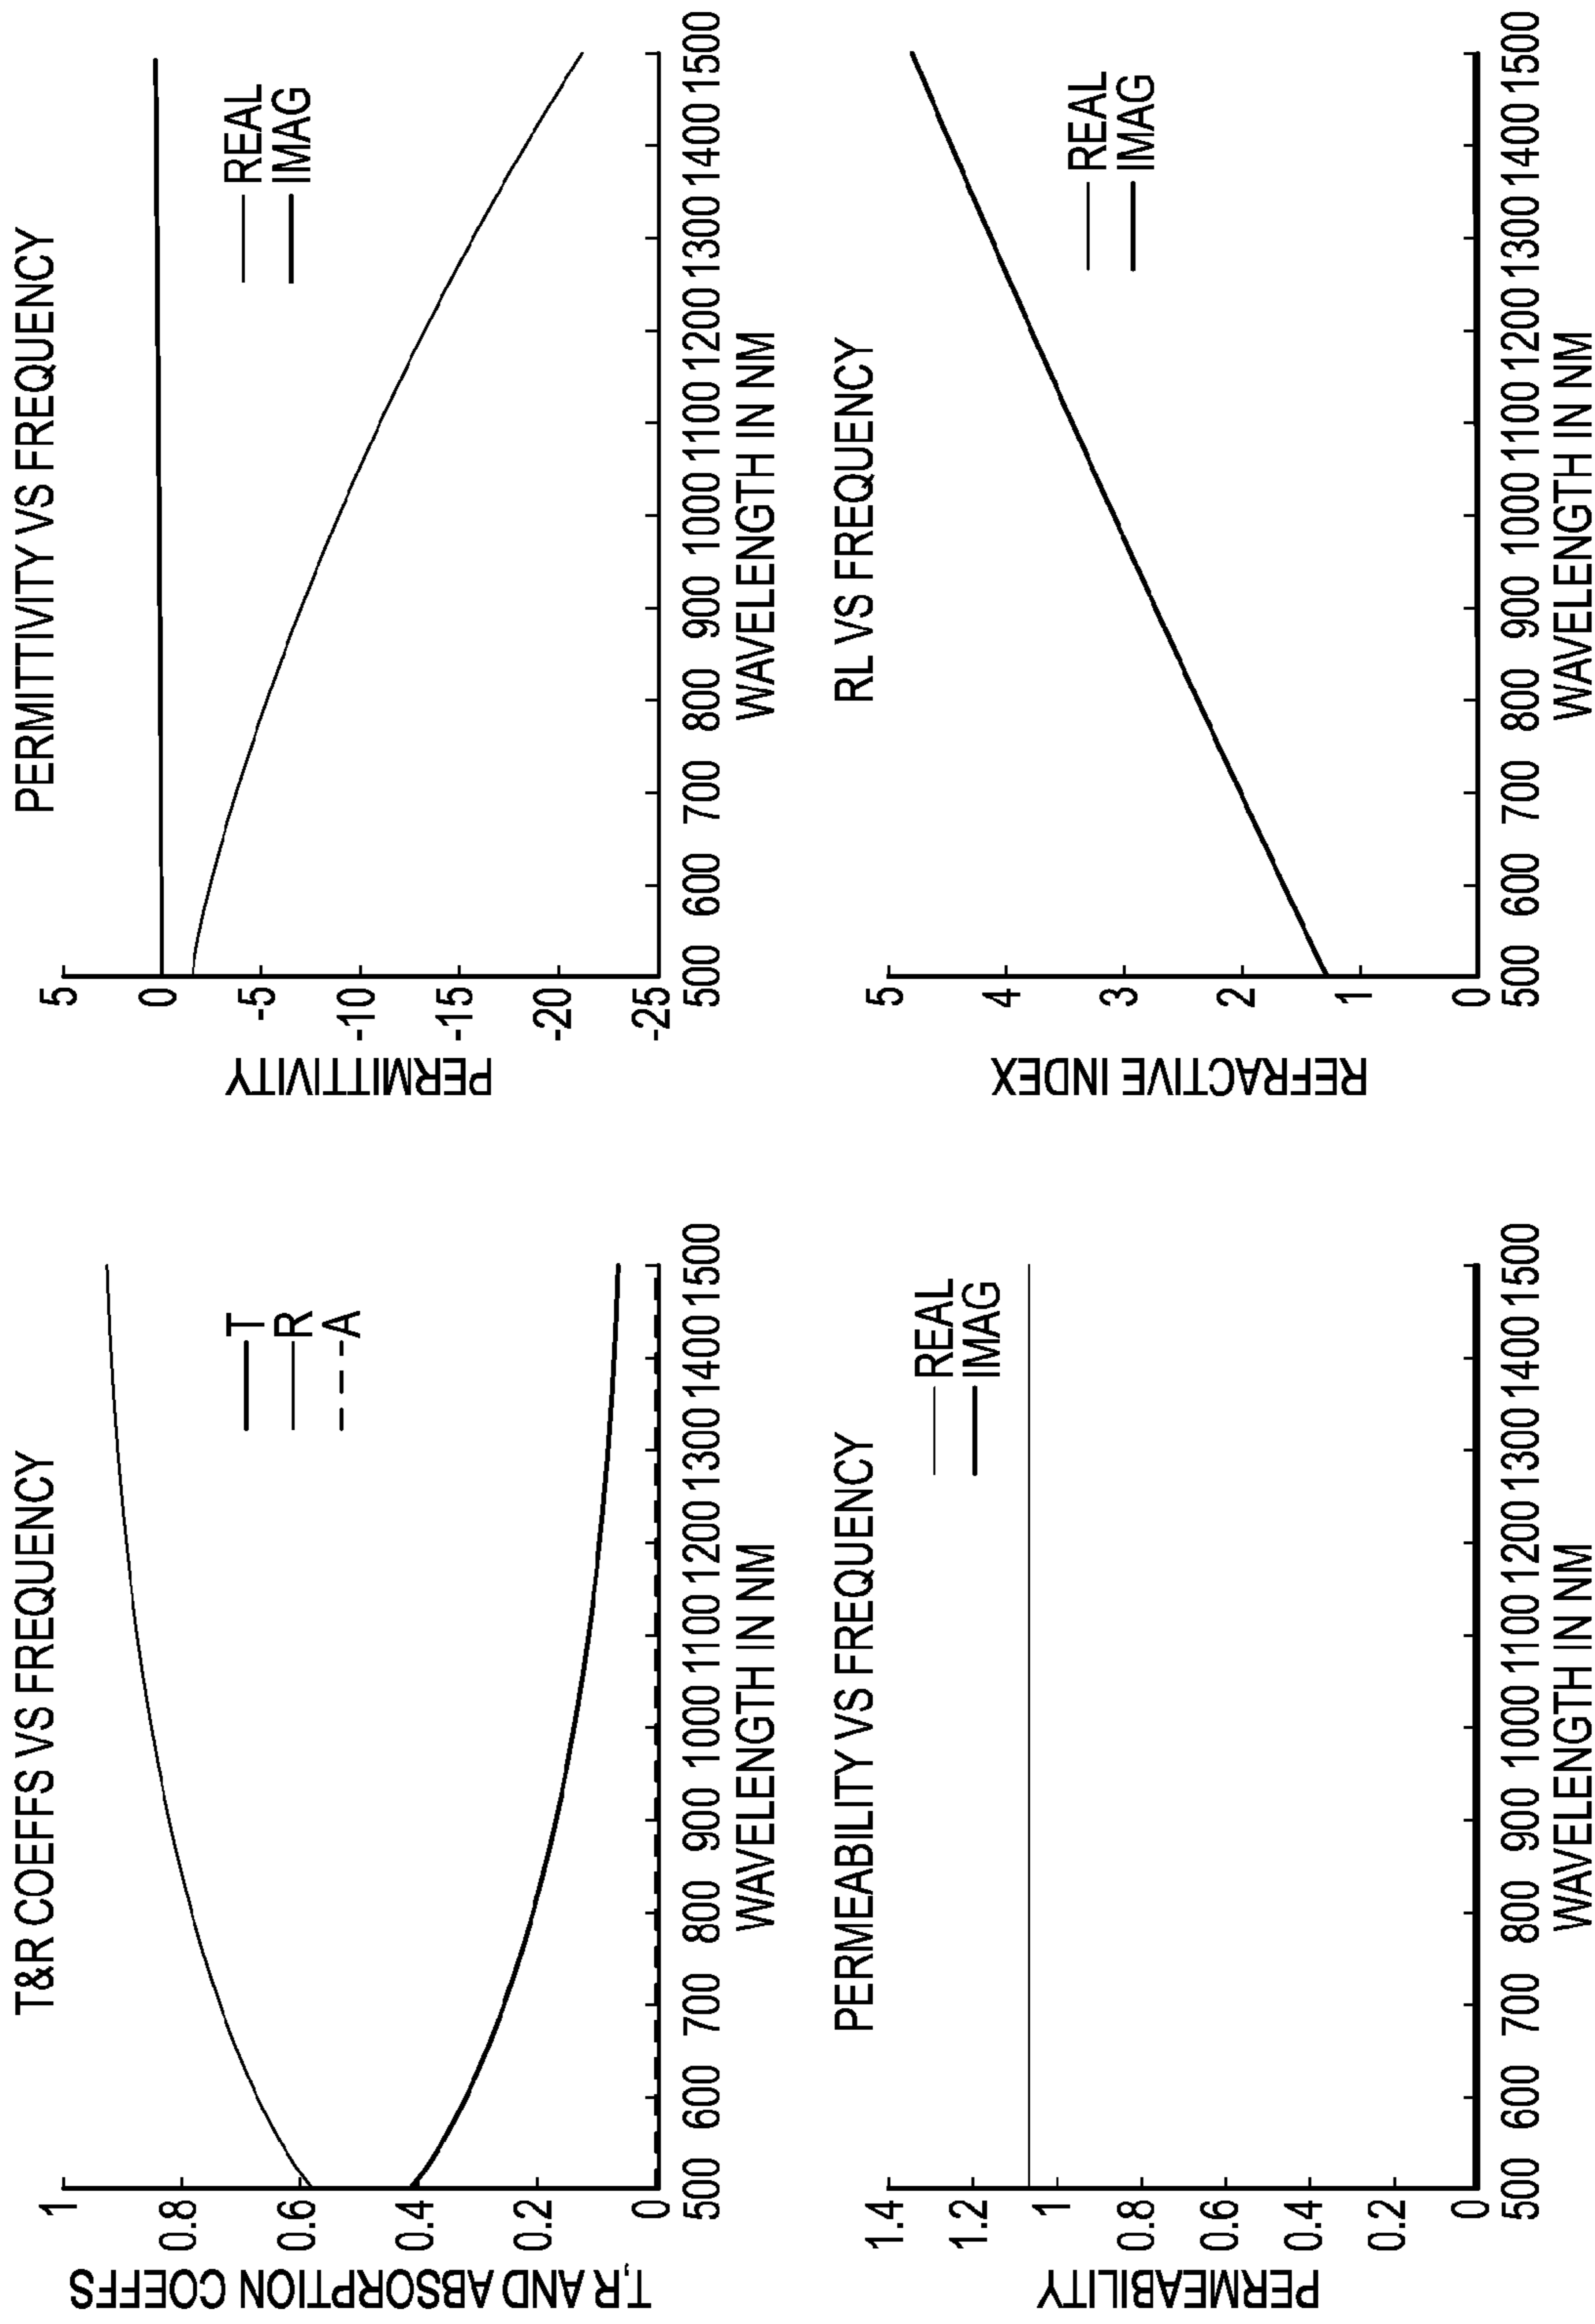 T&R COEFFS VS FREQUENCY
T,R AND ABSORPTION COEFFS
1
0.8
0.6
0.4
0.2
0
500 600 700 800 900 1000 1100 1200 1300 1400 1500
WAVELENGTH IN NM
T
R
A
PERMITTIVITY VS FREQUENCY
PERMITTIVITY
5
0
-5
-10
-15
-20
-25
500 600 700 800 900 1000 1100 1200 1300 1400 1500
WAVELENGTH IN NM
REAL
IMAG
PERMEABILITY VS FREQUENCY
PERMEABILITY
1.4
1.2
1
0.8
0.6
0.4
0.2
0
500 600 700 800 900 1000 1100 1200 1300 1400 1500
WAVELENGTH IN NM
REAL
IMAG
RL VS FREQUENCY
REFRACTIVE INDEX
5
4
3
2
1
0
500 600 700 800 900 1000 1100 1200 1300 1400 1500
WAVELENGTH IN NM
REAL
IMAG